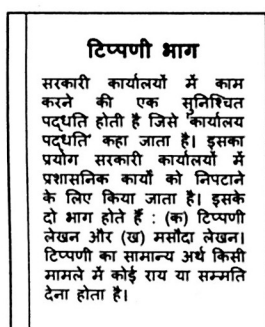 टिप्पणी भाग
सरकारी कार्यालयों में काम
करने की एक सुनिश्चित
पद्धति होती है जिसे 'कार्यालय
पद्धति' कहा जाता है। इसका
प्रयोग सरकारी कार्यालयों में
प्रशासनिक कार्यों को निपटाने
के लिए किया जाता है। इसके
दो भाग होते हैं : (क) टिप्पणी
लेखन और (ख) मसौदा लेखन।
टिप्पणी का सामान्य अर्थ किसी
मामले में कोई राय या सम्मति
देना होता है।